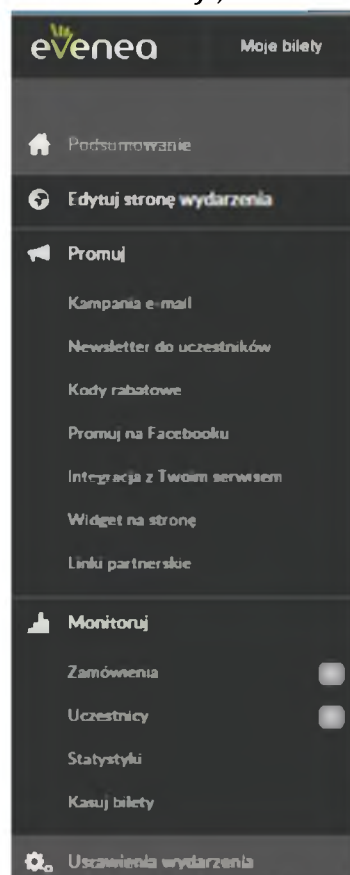 evenea
Moje bilety
Podsumowanie
Edytuj stronę wydarzenia
Promuj
Kampania e-mail
Newsletter do uczestników
Kody rabatowe
Promuj na Facebooku
Integracja z Twoim serwisem
Widget na stronę
Linki partnerskie
Monitoruj
Zamówienia
Uczestnicy
Statystyki
Kasuj bilety
Ustawienia wydarzenia